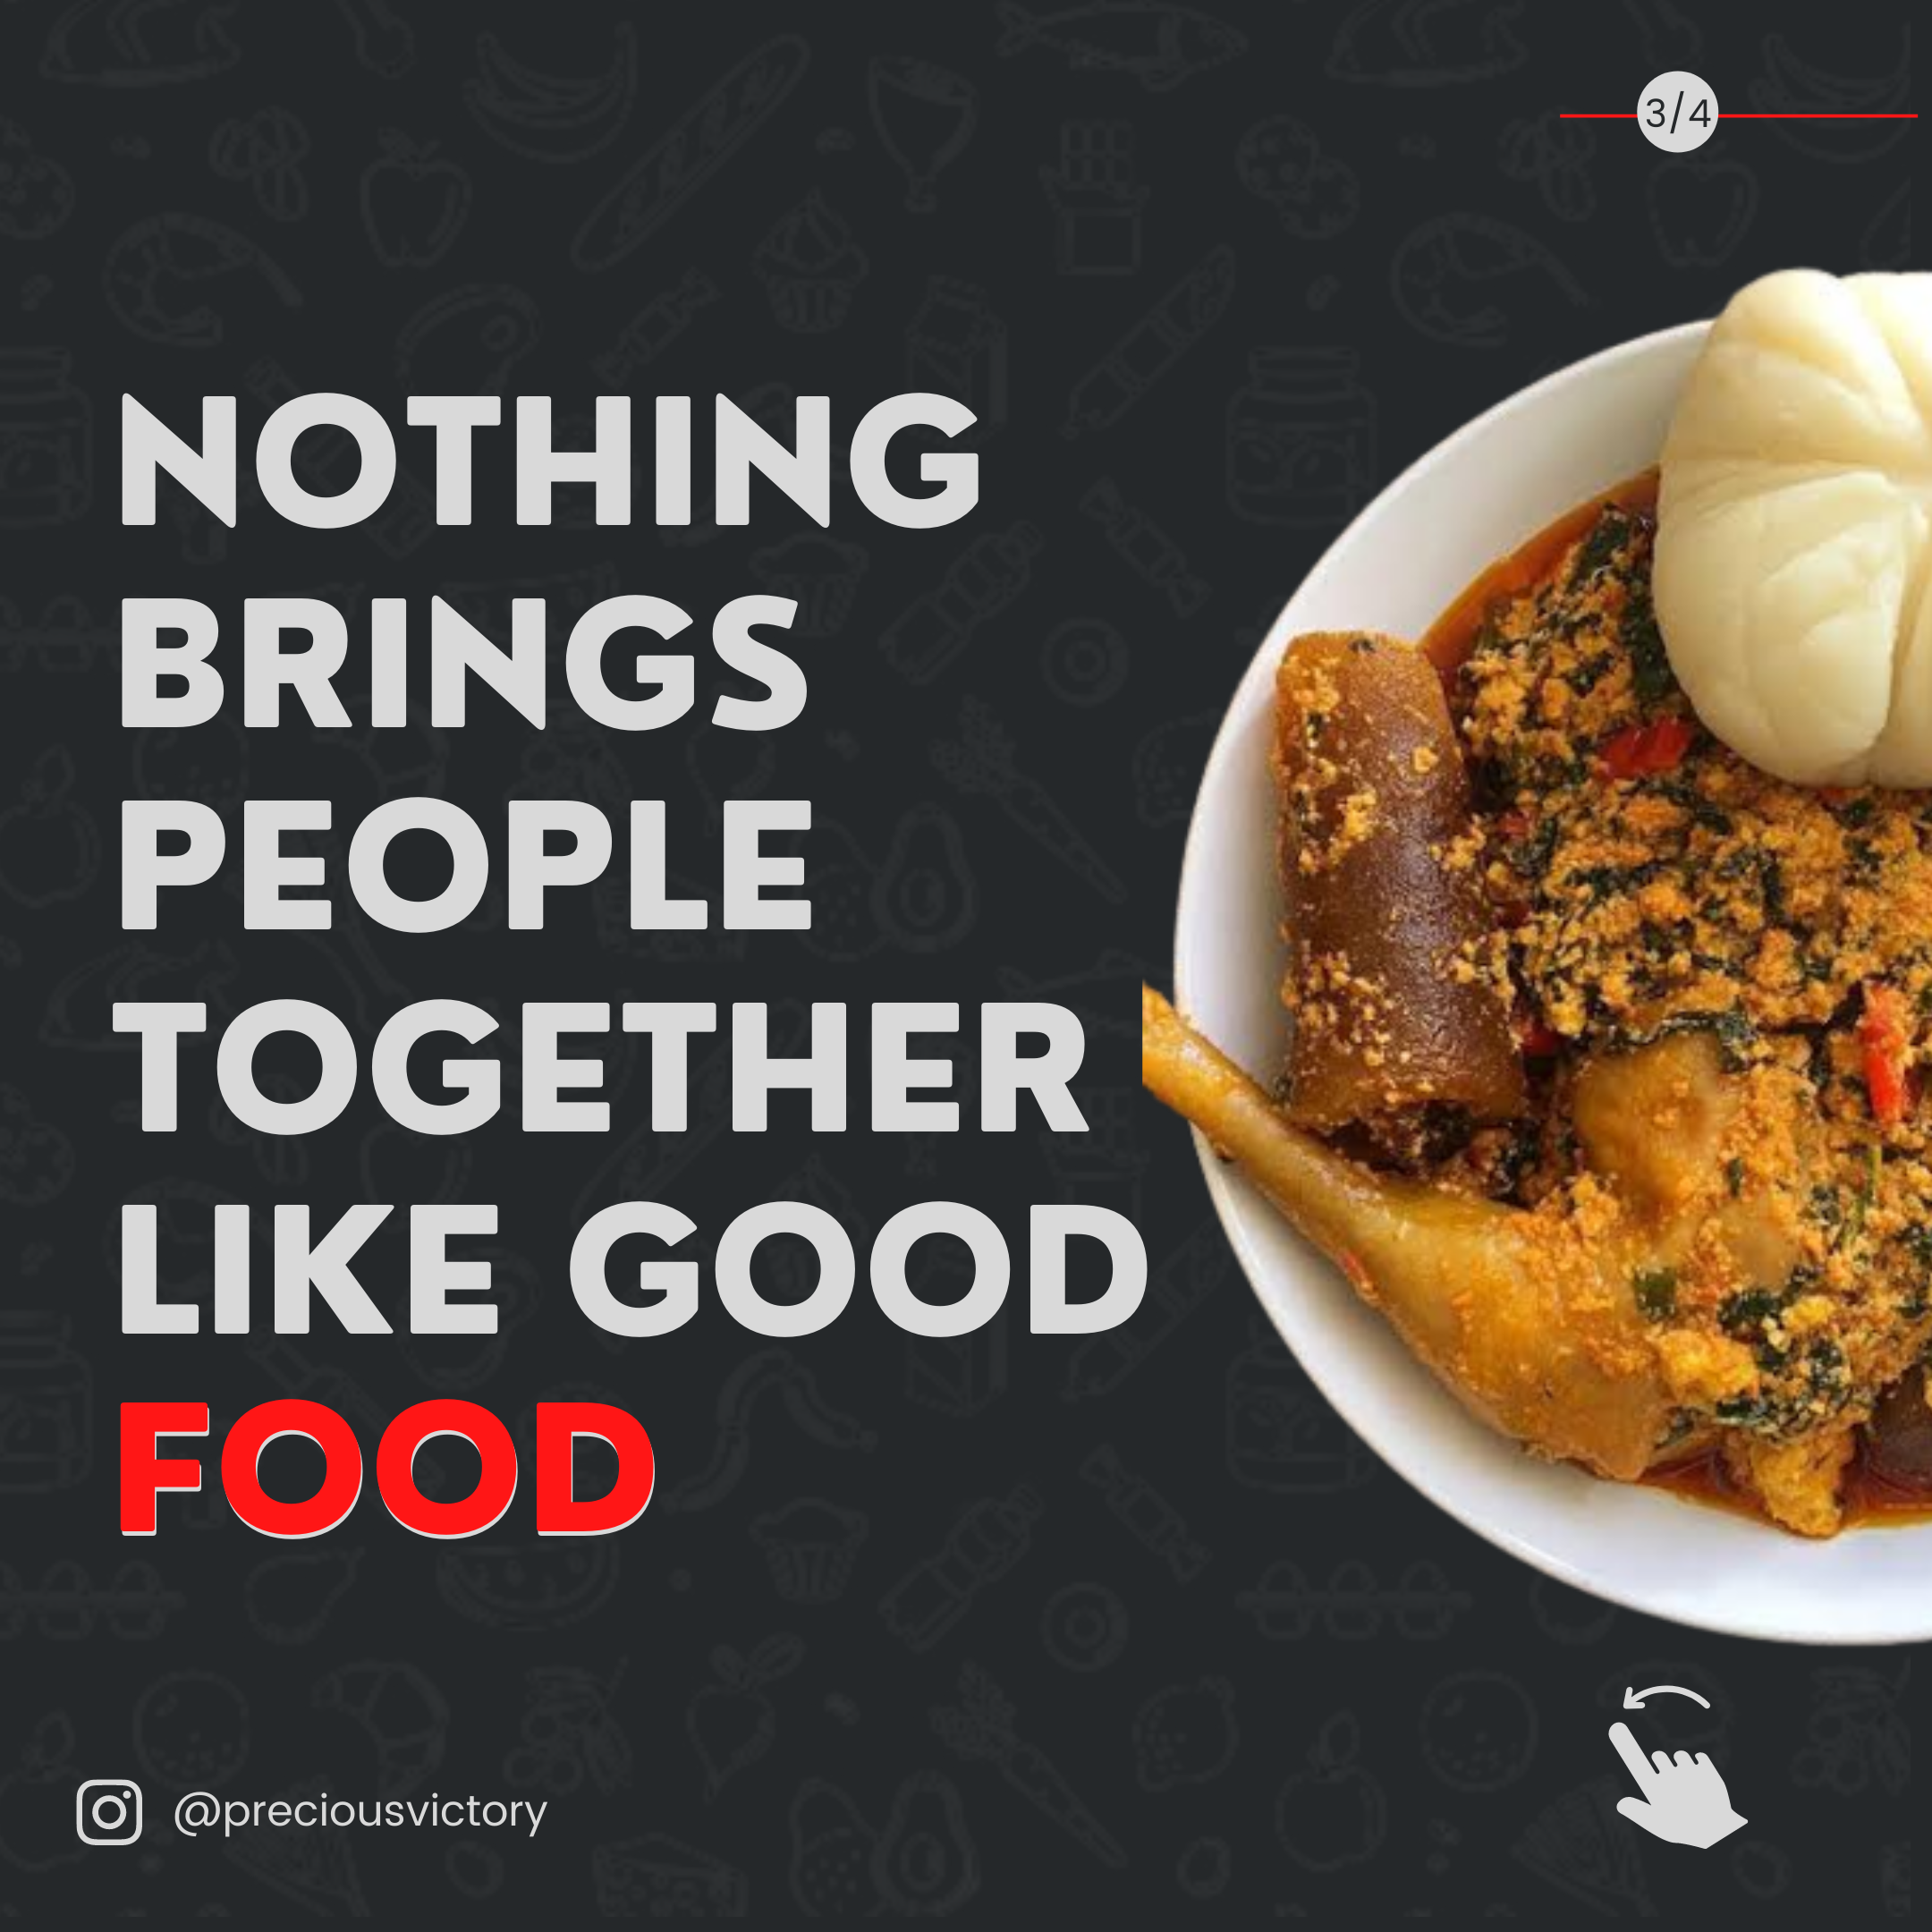 3/4
NOTHING
BRINGS
PEOPLE
TOGETHER
LIKE GOOD
FOOD
@preciousvictory